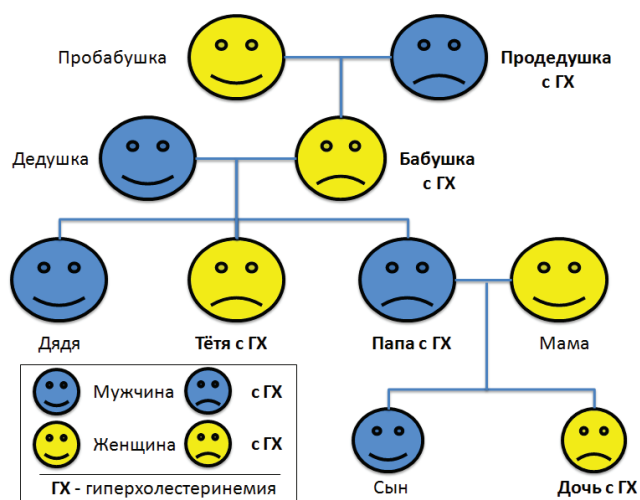 Пробабушка
Продедушка
с ГХ
Дедушка
Бабушка
с ГХ
Дядя
Тётя с ГХ
Папа с ГХ
Мама
Мужчина
с ГХ
Женщина
с ГХ
ГХ - гиперхолестеринемия
Сын
Дочь с ГХ